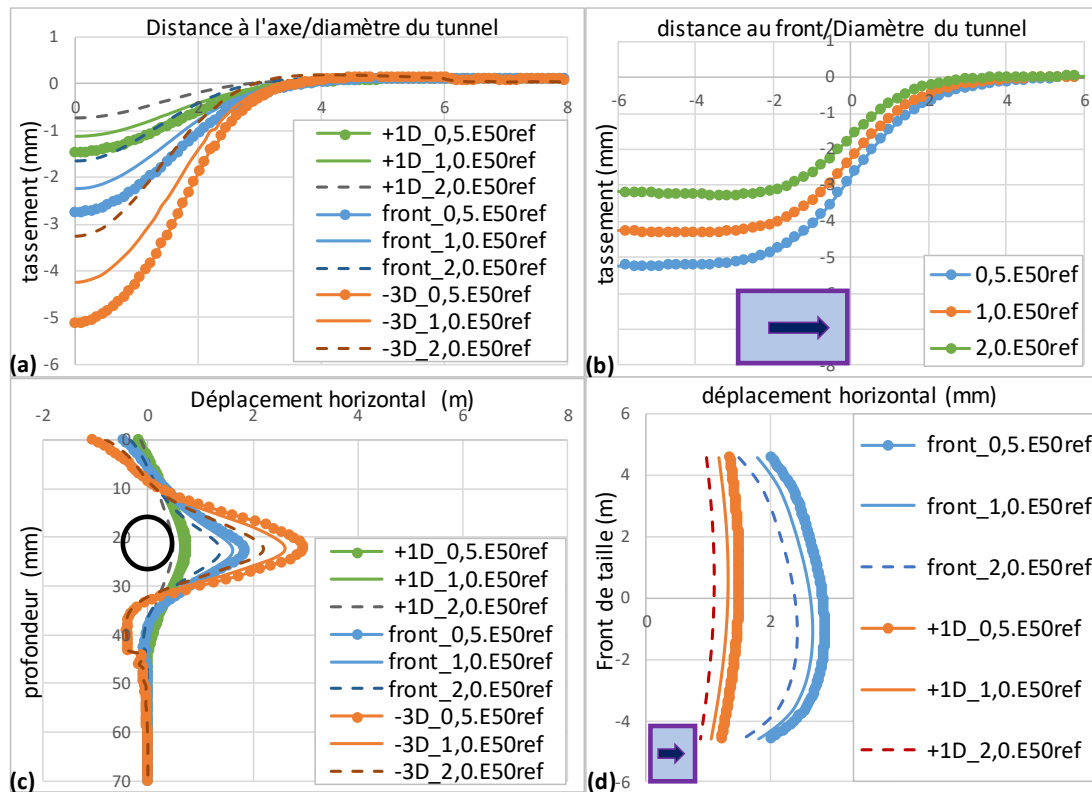 Distance à l'axe/diamètre du tunnel
1
0
-1
-2
-3
-4
-5
-6
0 2 4 6 8
tassement (mm)
+1D_0,5.E50ref
+1D_1,0.E50ref
+1D_2,0.E50ref
front_0,5.E50ref
front_1,0.E50ref
front_2,0.E50ref
-3D_0,5.E50ref
-3D_1,0.E50ref
-3D_2,0.E50ref
(a)
distance au front/Diamètre du tunnel
1
0
-1
-2
-3
-4
-5
-6
-7
-8
-6 -4 -2 0 2 4 6
tassement (mm)
0,5.E50ref
1,0.E50ref
2,0.E50ref
(b)
Déplacement horizontal (m)
-2 0 2 4 6 8
0
10
20
30
40
50
60
70
profondeur (mm)
+1D_0,5.E50ref
+1D_1,0.E50ref
+1D_2,0.E50ref
front_0,5.E50ref
front_1,0.E50ref
front_2,0.E50ref
-3D_0,5.E50ref
-3D_1,0.E50ref
-3D_2,0.E50ref
(c)
déplacement horizontal (mm)
6
4
2
0
-2
-4
-6
0 2
Front de taille (m)
front_0,5.E50ref
front_1,0.E50ref
front_2,0.E50ref
+1D_0,5.E50ref
+1D_1,0.E50ref
+1D_2,0.E50ref
(d)